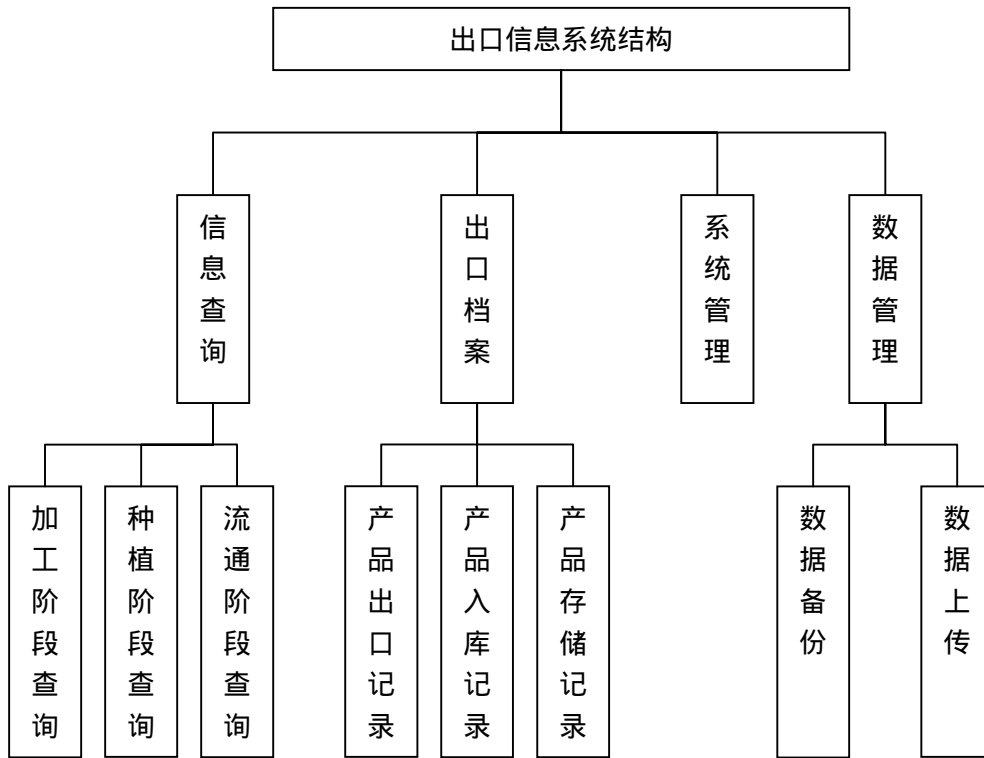 出口信息系统结构
信息查询
出口档案
系统管理
数据管理
加工阶段查询
种植阶段查询
流通阶段查询
产品出口记录
产品入库记录
产品存储记录
数据备份
数据上传